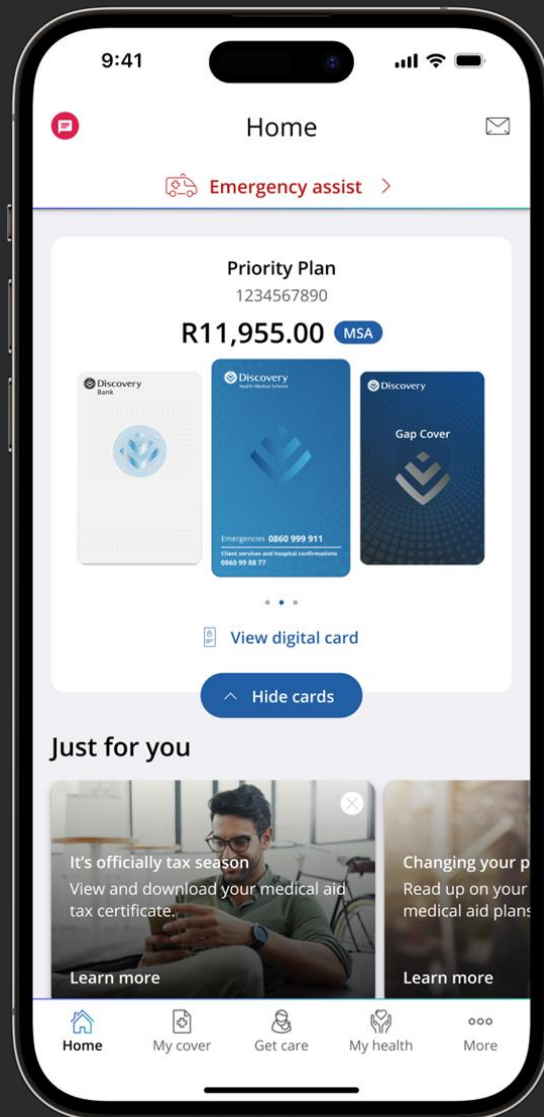 9:41
Home
Emergency assist
Priority Plan
1234567890
R11,955.00 MSA
Discovery
Bank
Discovery
Health Medical Scheme
Emergencies 0860 999 911
Client services and hospital confirmations
0860 99 88 77
Discovery
Gap Cover
View digital card
Hide cards
Just for you
It's officially tax season
View and download your medical aid
tax certificate.
Learn more
Changing your p
Read up on your
medical aid plans
Learn more
Home
My cover
Get care
My health
More